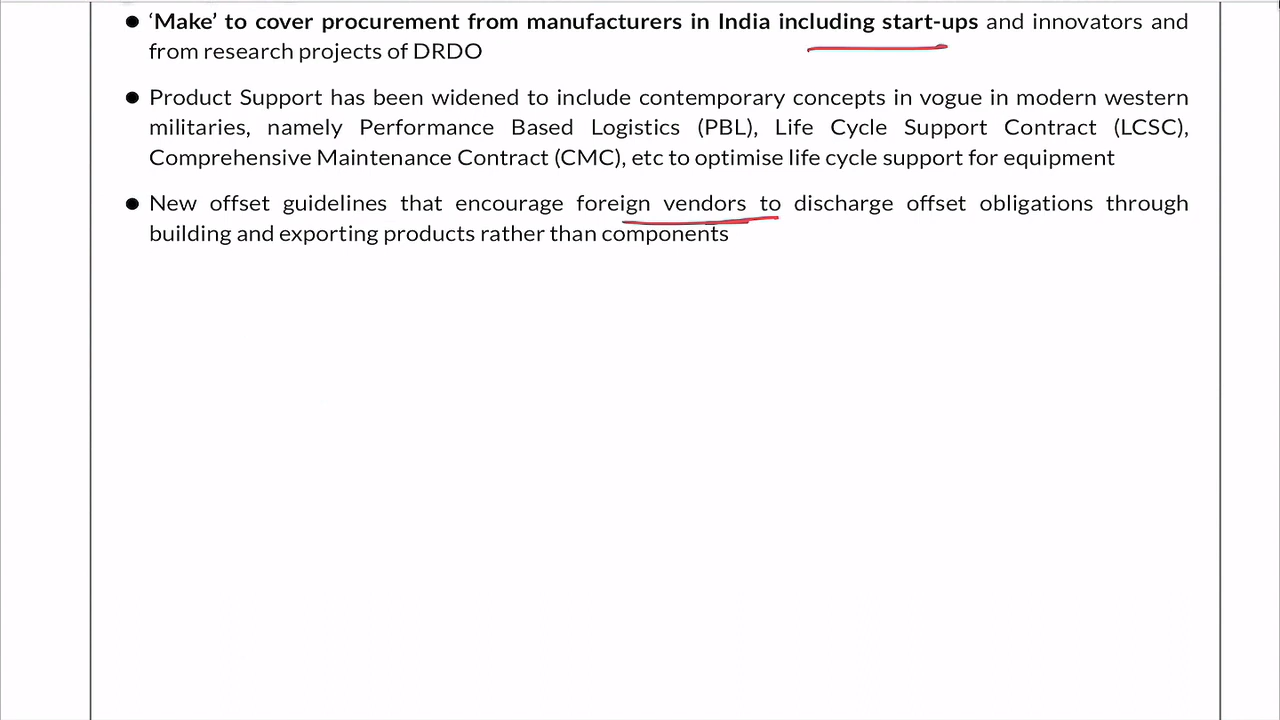 ● ‘Make’ to cover procurement from manufacturers in India including start-ups and innovators and
from research projects of DRDO
● Product Support has been widened to include contemporary concepts in vogue in modern western
militaries, namely Performance Based Logistics (PBL), Life Cycle Support Contract (LCSC),
Comprehensive Maintenance Contract (CMC), etc to optimise life cycle support for equipment
● New offset guidelines that encourage foreign vendors to discharge offset obligations through
building and exporting products rather than components